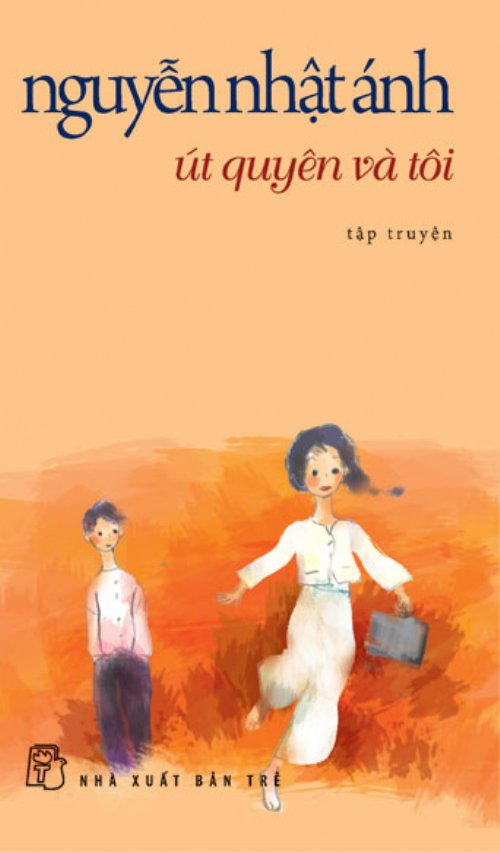 nguyễn nhật ánh
út quyên và tôi
tập truyện
NHÀ XUẤT BẢN TRẺ